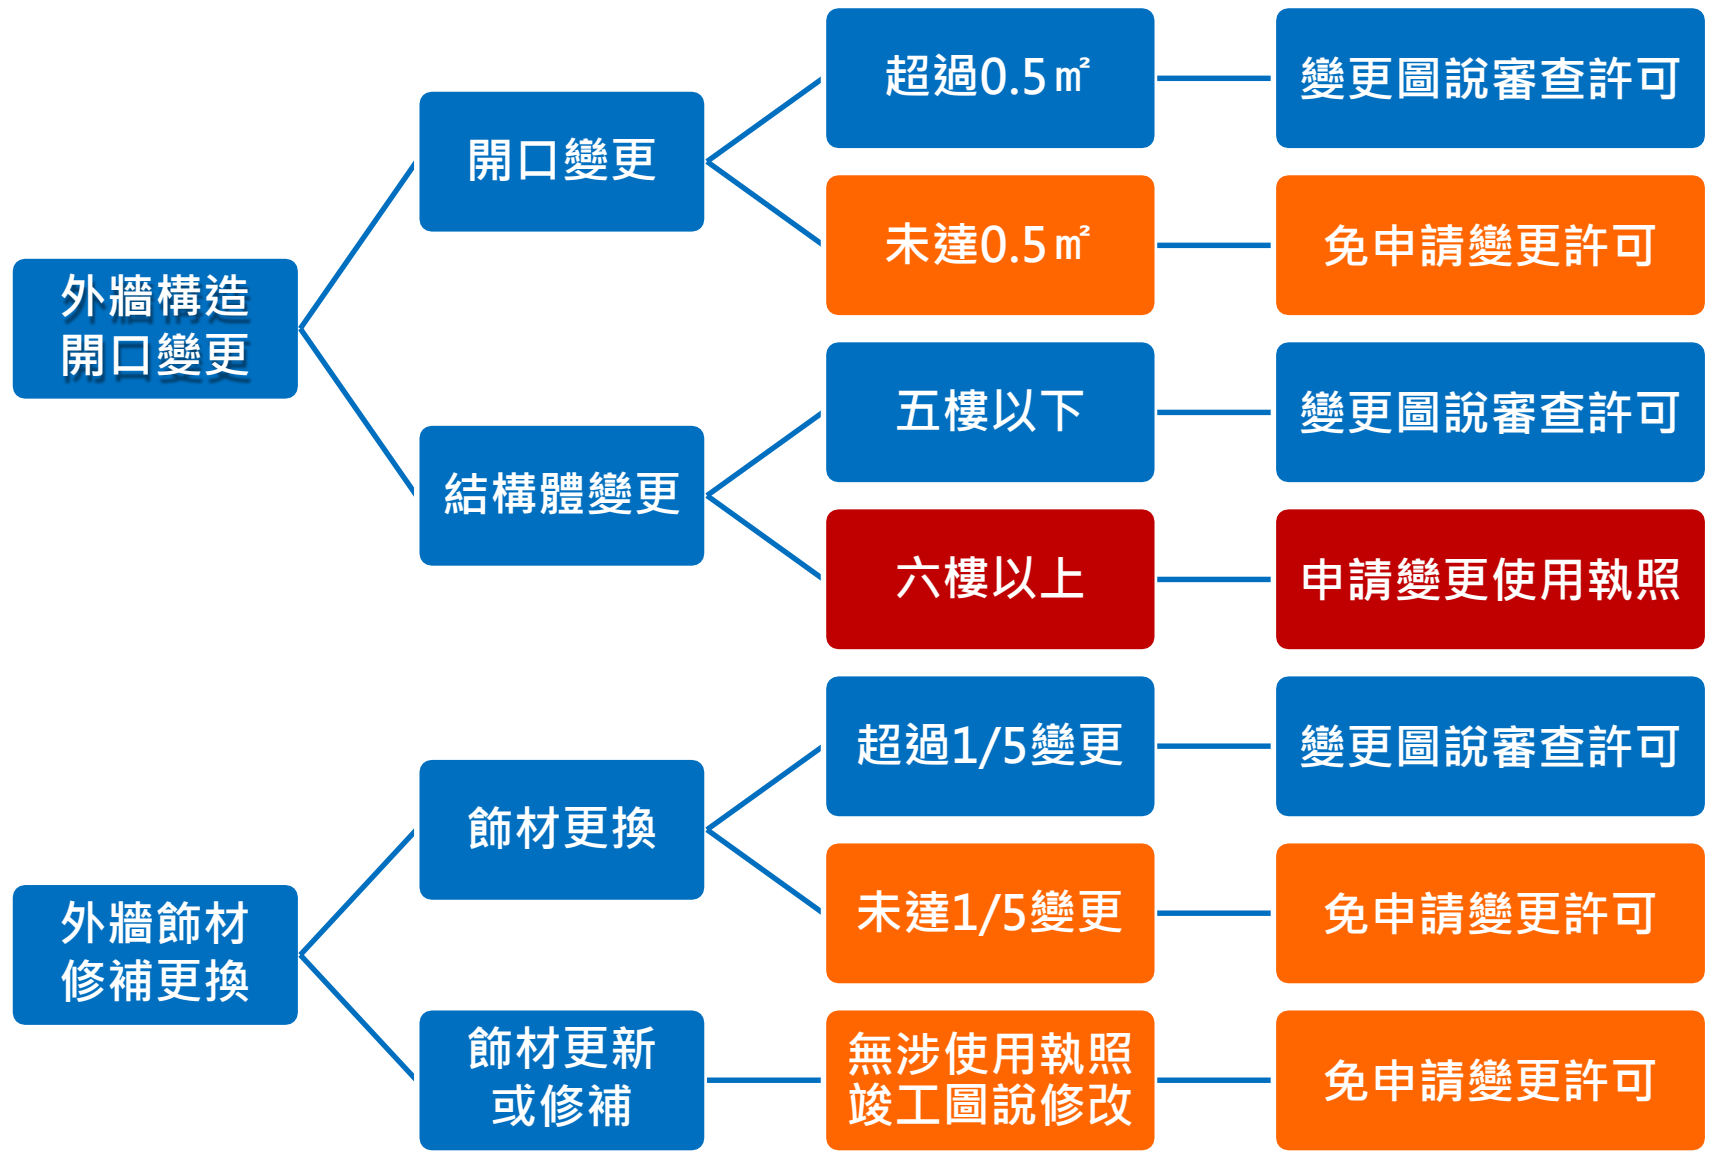 外牆構造
開口變更
開口變更
超過0.5㎡
變更圖說審查許可
未達0.5㎡
免申請變更許可
結構體變更
五樓以下
變更圖說審查許可
六樓以上
申請變更使用執照
外牆飾材
修補更換
飾材更換
超過1/5變更
變更圖說審查許可
未達1/5變更
免申請變更許可
飾材更新
或修補
無涉使用執照
竣工圖說修改
免申請變更許可